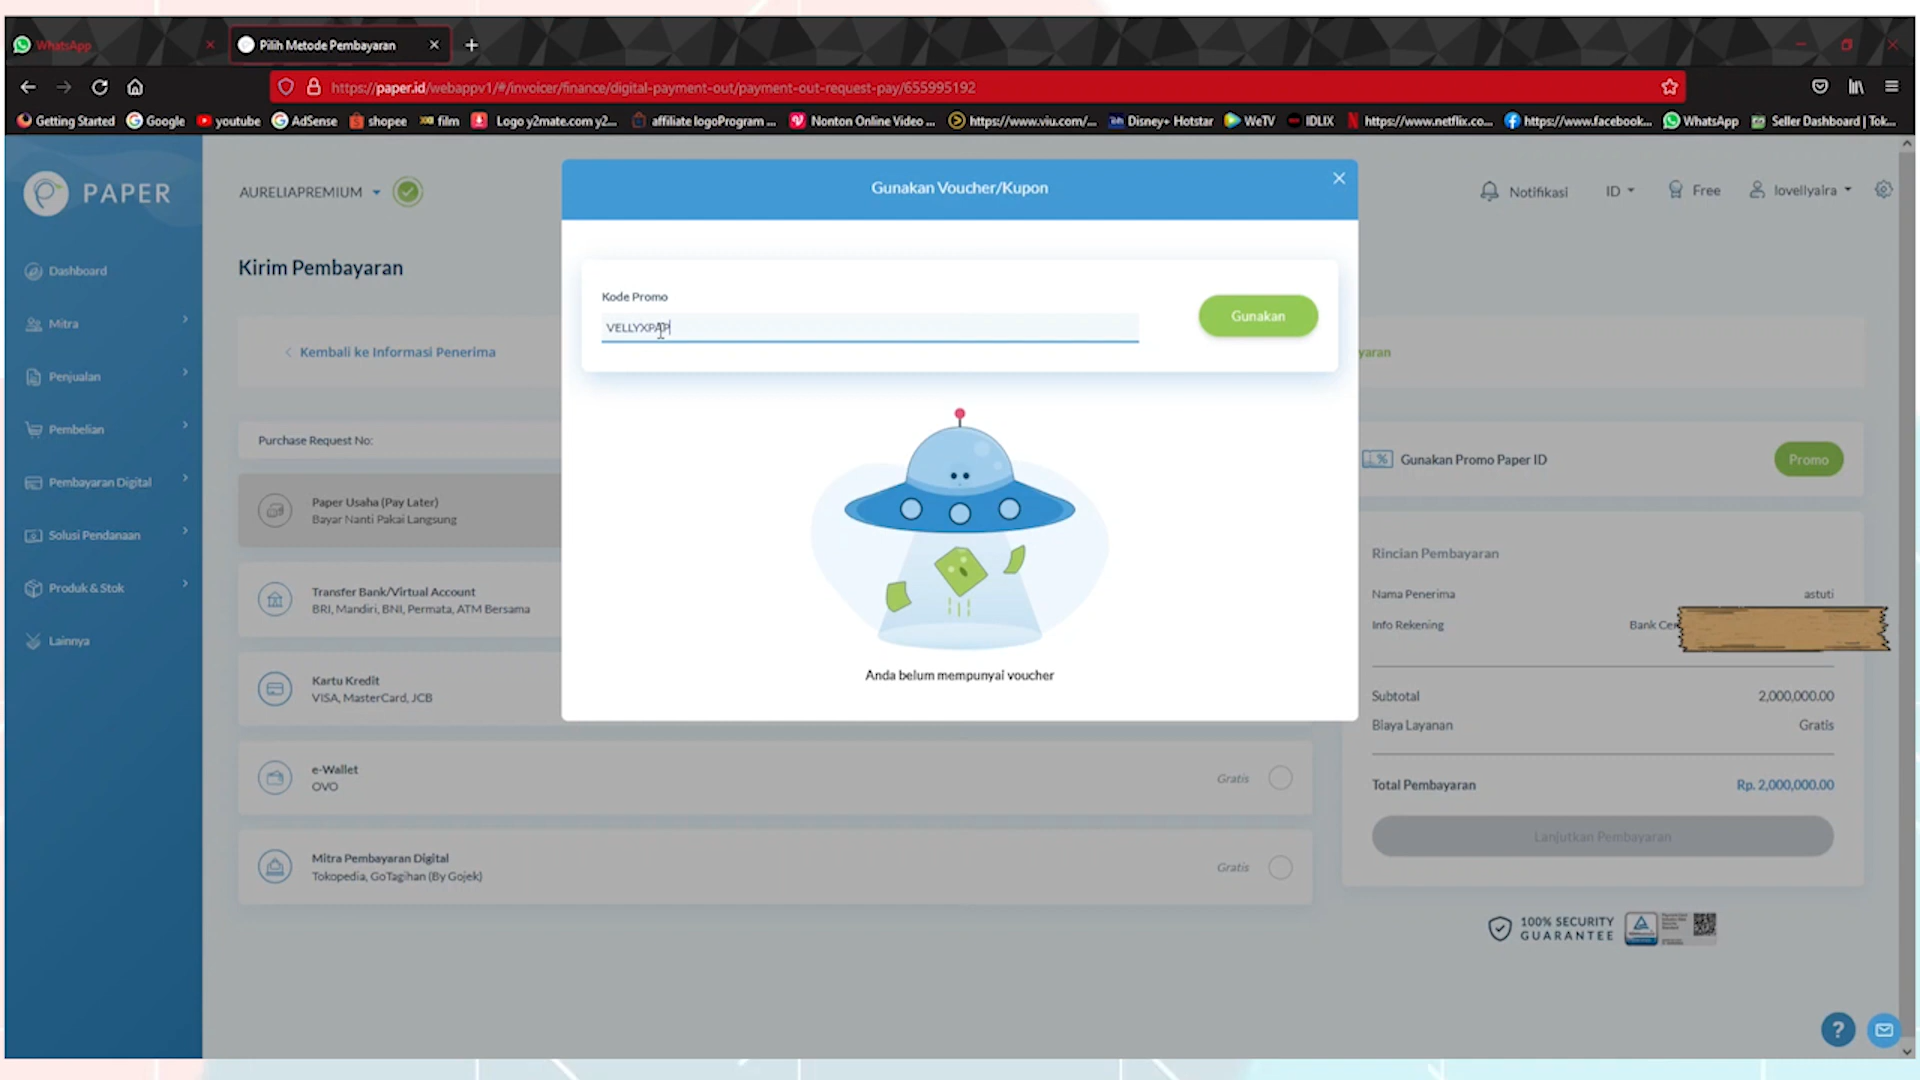 WhatsApp
Pilih Metode Pembayaran
https://paper.id/webappv1/#/invoicer/finance/digital-payment-out/payment-out-request-pay/655995192
Getting Started
Google
youtube
AdSense
shopee
film
Logo y2mate.com y2...
affiliate logoProgram ...
Nonton Online Video ...
https://www.viu.com/...
Disney+ Hotstar
WeTV
IDLIX
https://www.netflix.co...
https://www.facebook...
WhatsApp
Seller Dashboard | Tok...
PAPER
AURELIAPREMIUM
Notifikasi
ID
Free
lovellyaira
Dashboard
Mitra
Penjualan
Pembelian
Pembayaran Digital
Solusi Pendanaan
Produk & Stok
Lainnya
Kirim Pembayaran
Kembali ke Informasi Penerima
yaran
Purchase Request No:
Paper Usaha (Pay Later)
Bayar Nanti Pakai Langsung
Transfer Bank/Virtual Account
BRI, Mandiri, BNI, Permata, ATM Bersama
Kartu Kredit
VISA, MasterCard, JCB
e-Wallet
OVO
Gratis
Mitra Pembayaran Digital
Tokopedia, GoTagihan (By Gojek)
Gratis
Gunakan Voucher/Kupon
Kode Promo
VELLYXPAP
Gunakan
Anda belum mempunyai voucher
Gunakan Promo Paper ID
Promo
Rincian Pembayaran
Nama Penerima
astuti
Info Rekening
Bank Cen
Subtotal
2,000,000.00
Biaya Layanan
Gratis
Total Pembayaran
Rp. 2,000,000.00
Lanjutkan Pembayaran
100% SECURITY
GUARANTEE